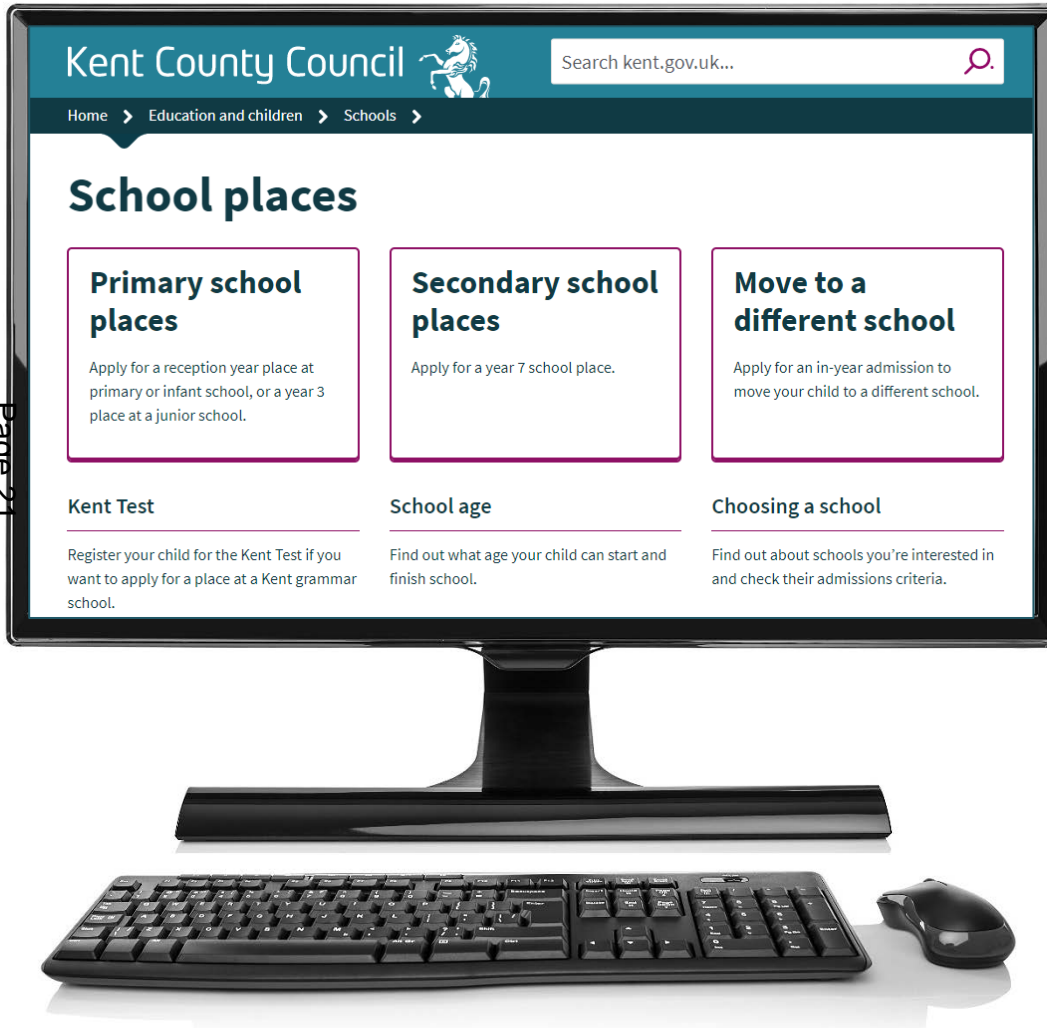 Kent County Council
Search kent.gov.uk...
Home
Education and children
Schools
School places
Primary school
places
Apply for a reception year place at
primary or infant school, or a year 3
place at a junior school.
Secondary school
places
Apply for a year 7 school place.
Move to a
different school
Apply for an in-year admission to
move your child to a different school.
Kent Test
Register your child for the Kent Test if you
want to apply for a place at a Kent grammar
school.
School age
Find out what age your child can start and
finish school.
Choosing a school
Find out about schools you're interested in
and check their admissions criteria.
Page 21